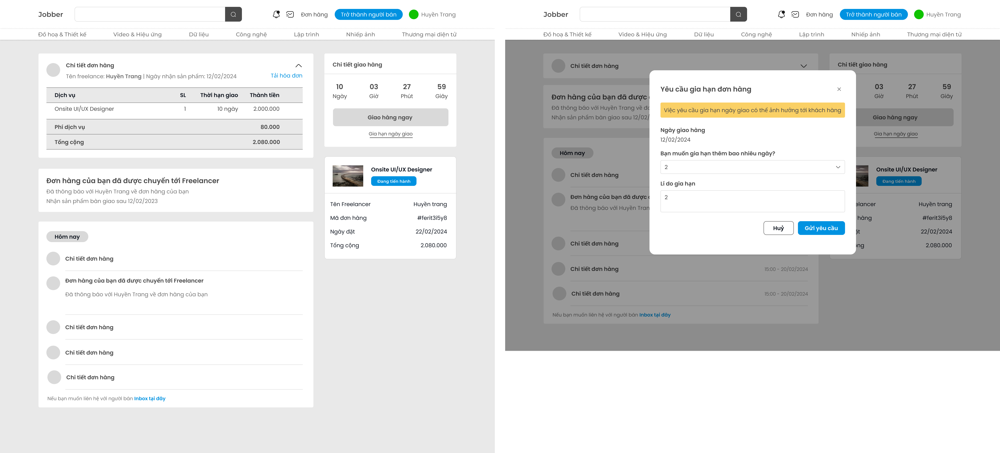 Jobber
Đơn hàng
Trở thành người bán
Huyền Trang
Đồ hoạ & Thiết kế
Video & Hiệu ứng
Dữ liệu
Công nghệ
Lập trình
Nhiếp ảnh
Thương mại diện tử
Chi tiết đơn hàng
Tên freelance: Huyền Trang | Ngày nhận sản phẩm: 12/02/2024
Tải hóa đơn
Dịch vụ SL Thời hạn giao Thành tiền
Onsite UI/UX Designer 1 10 ngày 2.000.000
Phí dịch vụ 80.000
Tổng cộng 2.080.000
Đơn hàng của bạn đã được chuyển tới Freelancer
Đã thông báo với Huyền Trang về đơn hàng của bạn
Nhận sản phẩm bàn giao sau 12/02/2023
Hôm nay
Chi tiết đơn hàng
Đơn hàng của bạn đã được chuyển tới Freelancer
Đã thông báo với Huyền Trang về đơn hàng của bạn
Chi tiết đơn hàng
Chi tiết đơn hàng
Chi tiết đơn hàng
Nếu bạn muốn liên hệ với người bán Inbox tại đây
Chi tiết giao hàng
10 03 27 59
Ngày Giờ Phút Giây
Giao hàng ngay
Gia hạn ngày giao
Onsite UI/UX Designer
Đang tiến hành
Tên Freelancer Huyền trang
Mã đơn hàng #ferit3i5y8
Ngày đặt 22/02/2024
Tổng cộng 2.080.000
Jobber
Đơn hàng
Trở thành người bán
Huyền Trang
Đồ hoạ & Thiết kế
Video & Hiệu ứng
Dữ liệu
Công nghệ
Lập trình
Nhiếp ảnh
Thương mại diện tử
Chi tiết đơn hàng
Đơn hàng của bạn đã được
Đã thông báo với Huyền Trang về
Nhận sản phẩm bàn giao sau 12/02/
Hôm nay
Chi tiết đơn hàng
Đơn hàng của bạn đã được
Đã thông báo với Huyền Tran
Chi tiết đơn hàng
Chi tiết đơn hàng 15:00 - 20/02/2024
Chi tiết đơn hàng 15:00 - 20/02/2024
Nếu bạn muốn liên hệ với người bán Inbox tại đây
Yêu cầu gia hạn đơn hàng
Việc yêu cầu gia hạn ngày giao có thể ảnh hưởng tới khách hàng
Ngày giao hàng
12/02/2024
Bạn muốn gia hạn thêm bao nhiêu ngày?
2
Lí do gia hạn
2
Huỷ
Gửi yêu cầu
Chi tiết giao hàng
03 27 59
Giờ Phút Giây
Giao hàng ngay
Gia hạn ngày giao
Onsite UI/UX Designer
Đang tiến hành
elancer Huyền trang
hàng #ferit3i5y8
ặt 22/02/2024
ộng 2.080.000